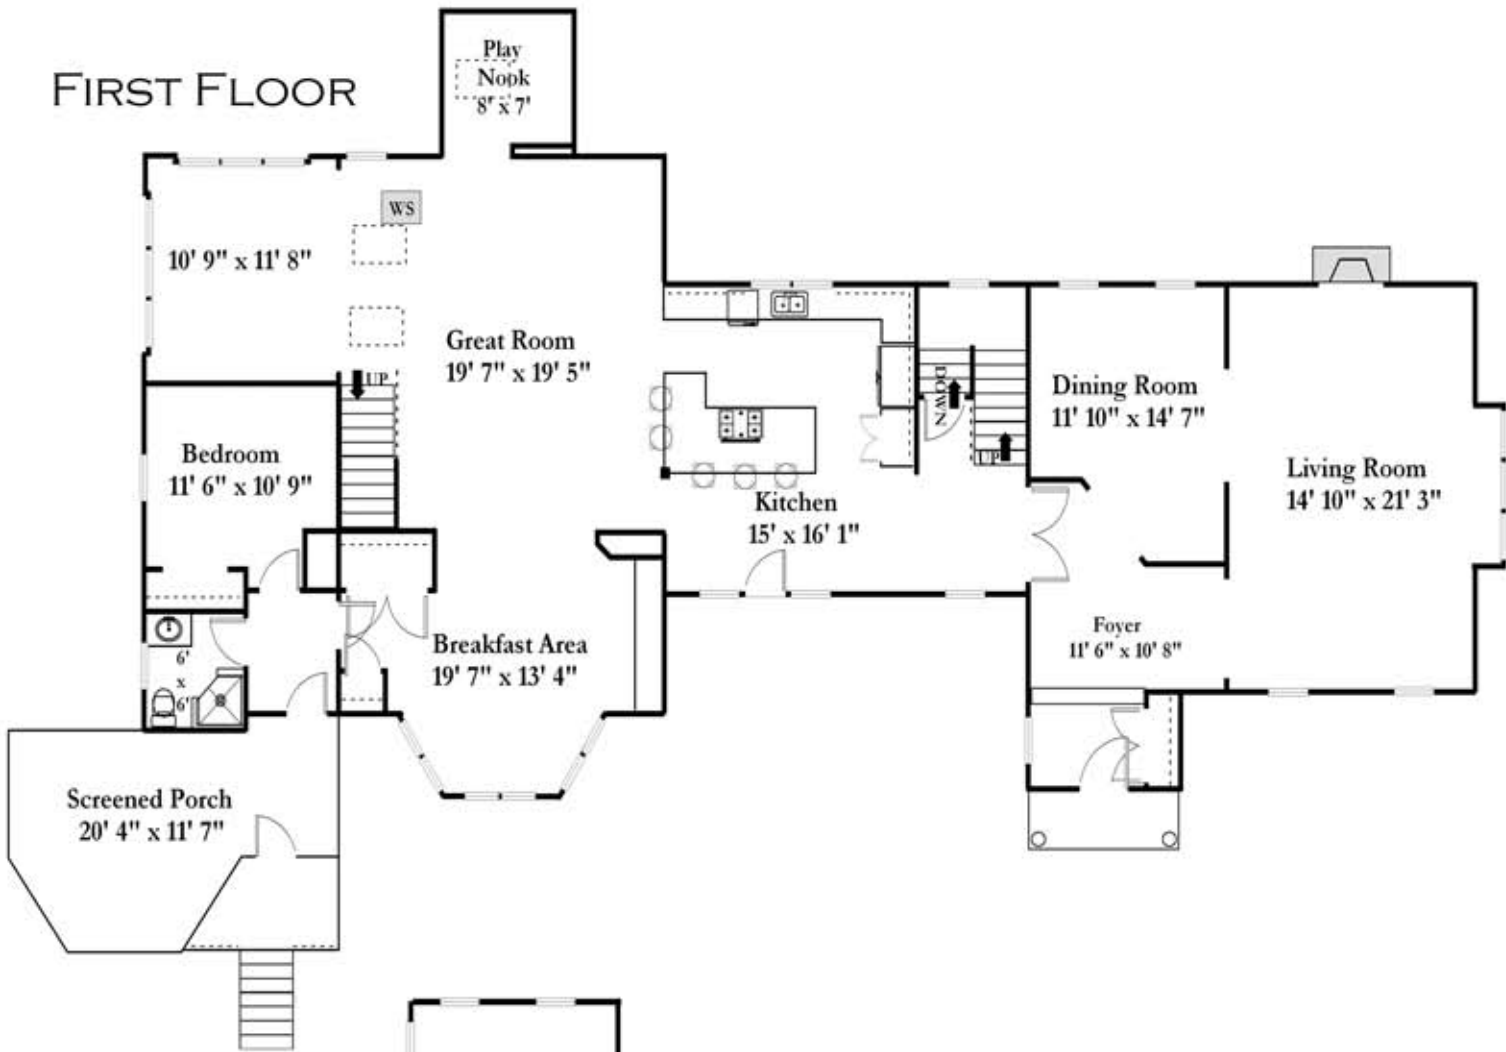 FIRST FLOOR
Play
Nook
8' x 7'
WS
10' 9" x 11' 8"
Great Room
19' 7" x 19' 5"
UP
DOWN
Dining Room
11' 10" x 14' 7"
Bedroom
11' 6" x 10' 9"
UP
Living Room
14' 10" x 21' 3"
Kitchen
15' x 16' 1"
Foyer
11' 6" x 10' 8"
Breakfast Area
19' 7" x 13' 4"
6'
x
6'
Screened Porch
20' 4" x 11' 7"